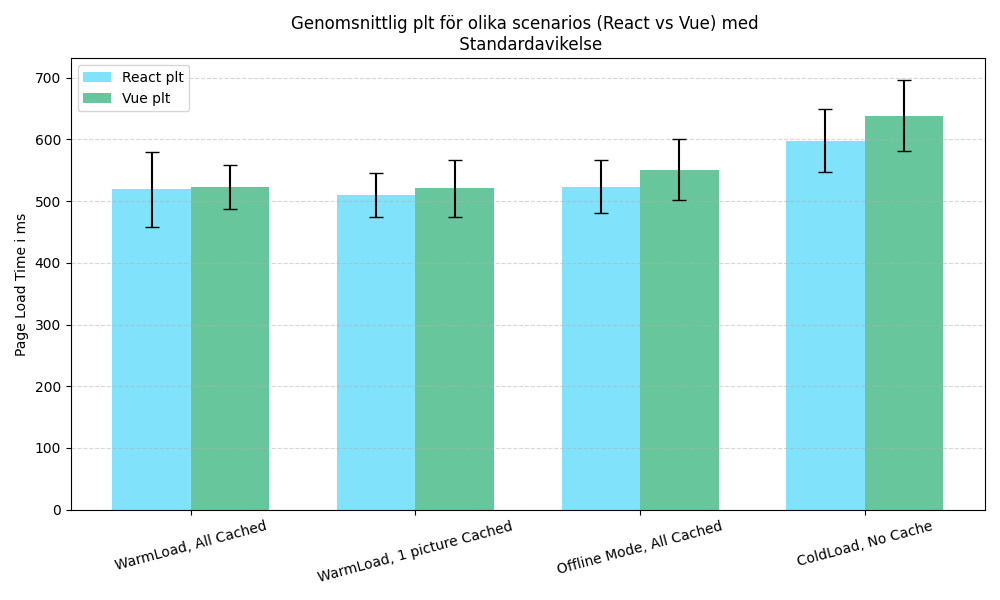 Genomsnittlig plt för olika scenarios (React vs Vue) med
Standardavikelse
React plt
Vue plt
Page Load Time i ms
700
600
500
400
300
200
100
0
WarmLoad, All Cached
WarmLoad, 1 picture Cached
Offline Mode, All Cached
ColdLoad, No Cache